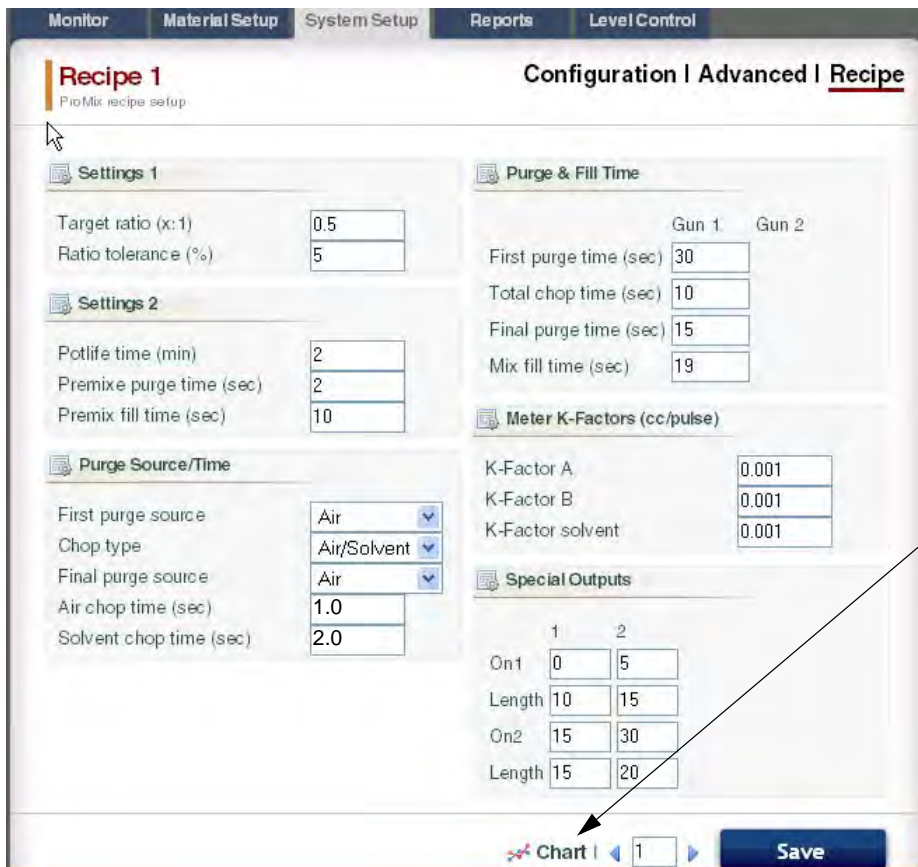 Monitor Material Setup System Setup Reports Level Control
Recipe 1
ProMix recipe setup
Configuration | Advanced | Recipe
Settings 1
Target ratio (x:1) 0.5
Ratio tolerance (%) 5
Settings 2
Potlife time (min) 2
Premixe purge time (sec) 2
Premix fill time (sec) 10
Purge Source/Time
First purge source Air
Chop type Air/Solvent
Final purge source Air
Air chop time (sec) 1.0
Solvent chop time (sec) 2.0
Purge & Fill Time
Gun 1 Gun 2
First purge time (sec) 30
Total chop time (sec) 10
Final purge time (sec) 15
Mix fill time (sec) 19
Meter K-Factors (cc/pulse)
K-Factor A 0.001
K-Factor B 0.001
K-Factor solvent 0.001
Special Outputs
1 2
On1 0 5
Length 10 15
On2 15 30
Length 15 20
Chart | 1 Save